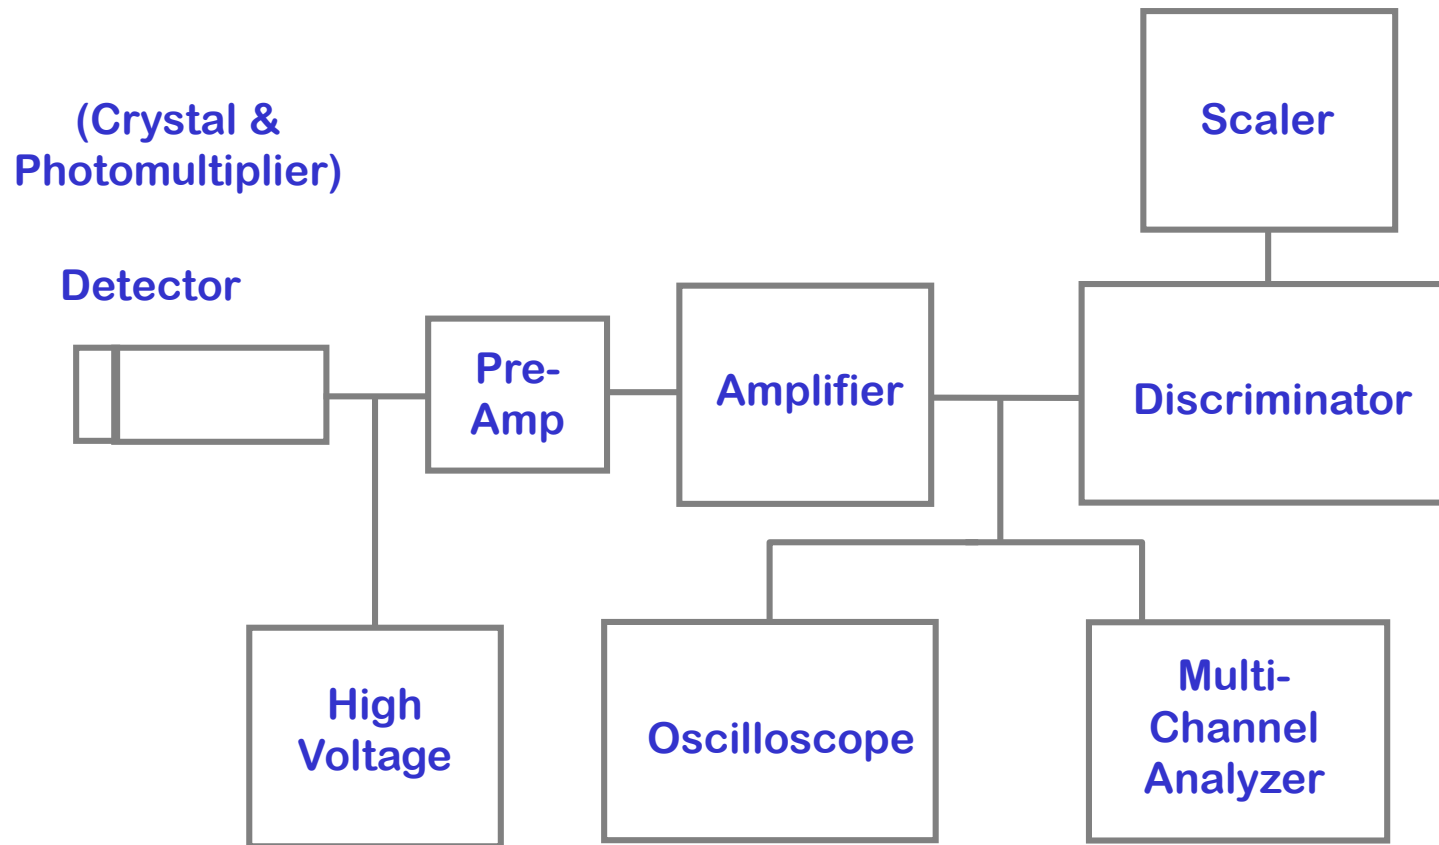 (Crystal &
Photomultiplier)
Scaler
Detector
Pre-
Amp
Amplifier
Discriminator
High
Voltage
Oscilloscope
Multi-
Channel
Analyzer